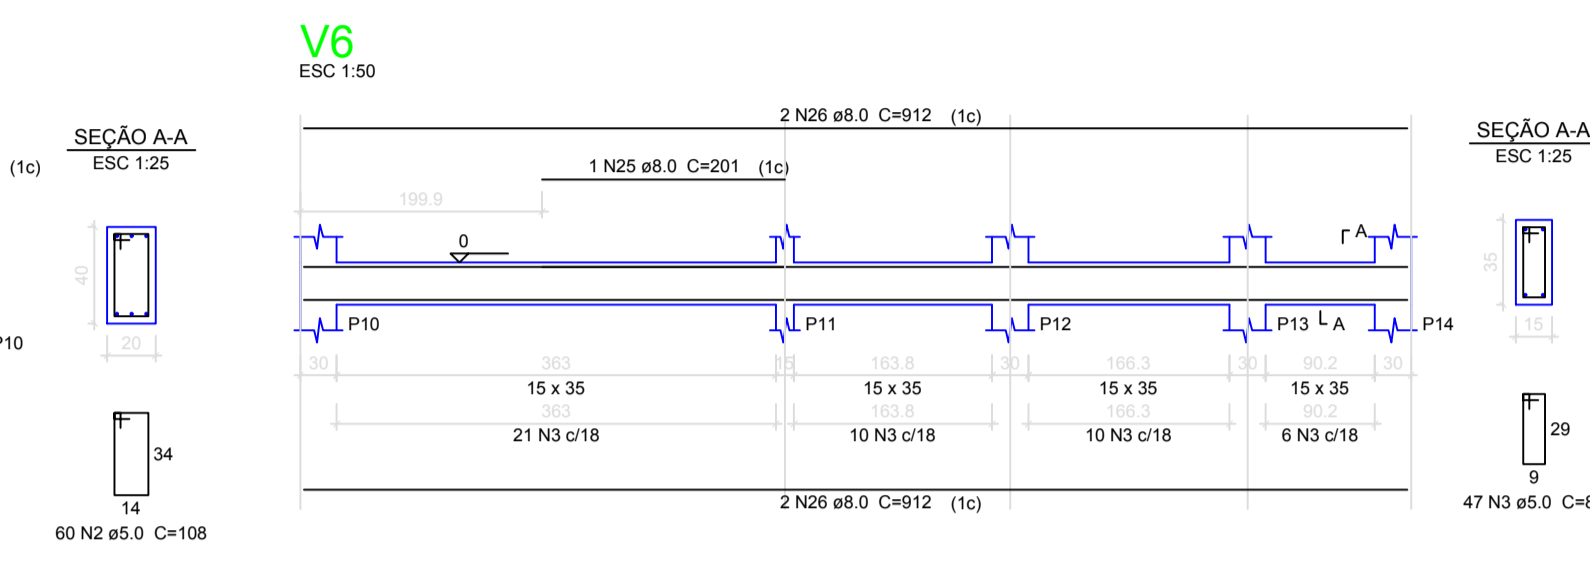 V6
ESC 1:50
2 N26 ø8.0 C=912 (1c)
SEÇÃO A-A
ESC 1:25
(1c)
1 N25 ø8.0 C=201 (1c)
SEÇÃO A-A
ESC 1:25
199.9
40
20
0
A
35
15
P10
P10
P11
P12
P13
A
P14
30
363
15
163.8
30
166.3
30
90.2
30
15 x 35
15 x 35
15 x 35
15 x 35
363
163.8
166.3
90.2
21 N3 c/18
10 N3 c/18
10 N3 c/18
6 N3 c/18
34
14
60 N2 ø5.0 C=108
29
9
47 N3 ø5.0 C=8
2 N26 ø8.0 C=912 (1c)